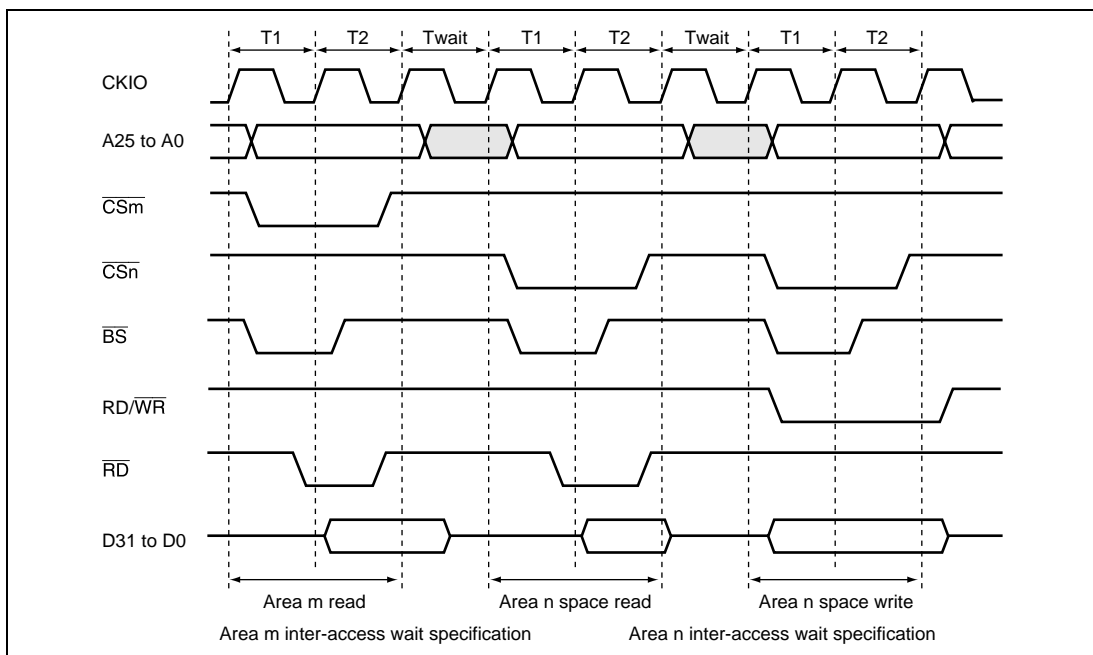 T1 T2 Twait T1 T2 Twait T1 T2
CKIO
A25 to A0
CSm
CSn
BS
RD/WR
RD
D31 to D0
Area m read Area n space read Area n space write
Area m inter-access wait specification Area n inter-access wait specification